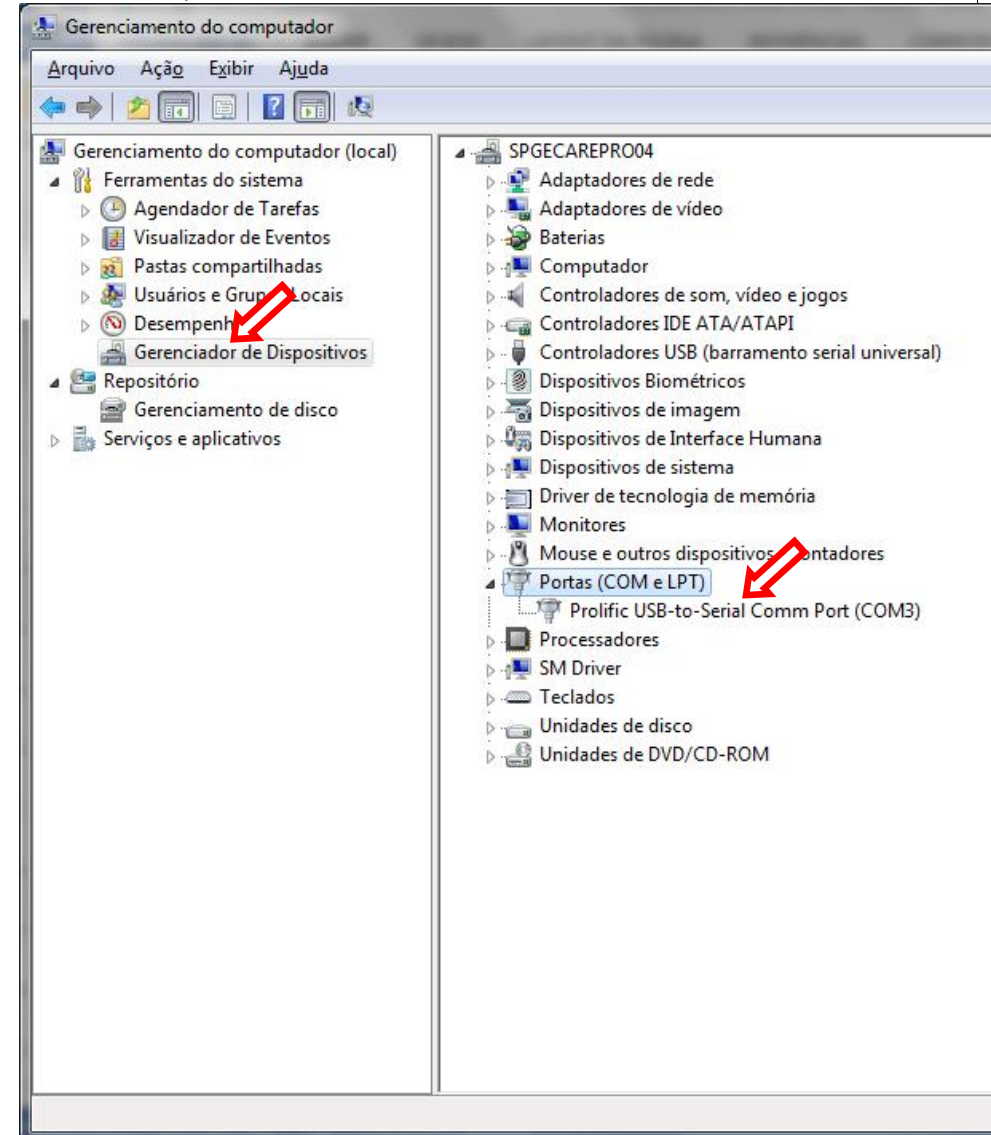 Gerenciamento do computador
Arquivo Ação Exibir Ajuda
Gerenciamento do computador (local)
Ferramentas do sistema
Agendador de Tarefas
Visualizador de Eventos
Pastas compartilhadas
Usuários e Grup Locais
Desempenh
Gerenciador de Dispositivos
Repositório
Gerenciamento de disco
Serviços e aplicativos
SPGECAREPRO04
Adaptadores de rede
Adaptadores de vídeo
Baterias
Computador
Controladores de som, vídeo e jogos
Controladores IDE ATA/ATAPI
Controladores USB (barramento serial universal)
Dispositivos Biométricos
Dispositivos de imagem
Dispositivos de Interface Humana
Dispositivos de sistema
Driver de tecnologia de memória
Monitores
Mouse e outros dispositivos ontadores
Portas (COM e LPT)
Prolific USB-to-Serial Comm Port (COM3)
Processadores
SM Driver
Teclados
Unidades de disco
Unidades de DVD/CD-ROM